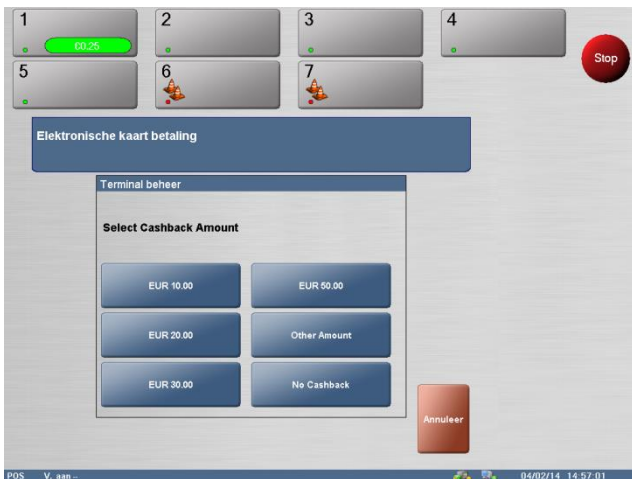 1
2
3
4
€0.25
Stop
5
6
7
Elektronische kaart betaling
Terminal beheer
Select Cashback Amount
EUR 10.00
EUR 50.00
EUR 20.00
Other Amount
EUR 30.00
No Cashback
Annuleer
POS V. aan –
04/02/14 14:57:01